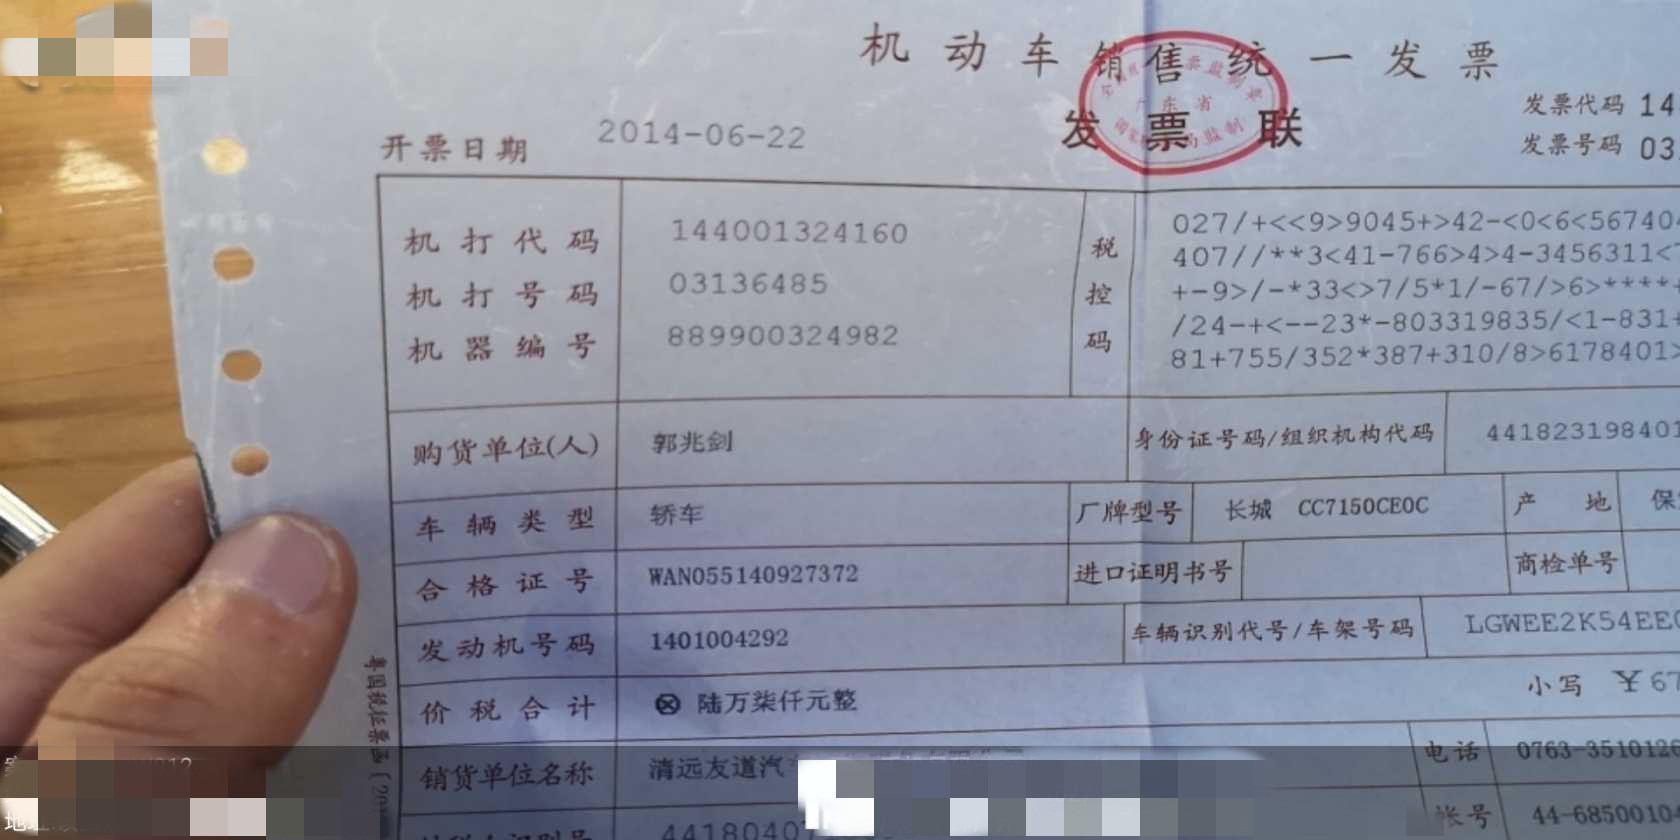 机动车销售统一发票
发票联
发票代码 14
发票号码 03
开票日期 2014-06-22
机打代码 144001324160
机打号码 03136485
机器编号 889900324982
税控码
027/+<<9>9045+>42-<0<6<56740
407//**3<41-766>4>4-3456311<
+-9>/-*33<>7/5*1/-67/>6>****+
/24-+<--23*-803319835/<1-831+
81+755/352*387+310/8>6178401>
购货单位(人) 郭兆剑 身份证号码/组织机构代码 441823198401
车辆类型 轿车 厂牌型号 长城 CC7150CE0C 产地 保
合格证号 WAN055140927372 进口证明书号 商检单号
发动机号码 1401004292 车辆识别代号/车架号码 LGWEE2K54EE
价税合计 ⊗ 陆万柒仟元整 小写 ¥67
销货单位名称 清远友道汽 电话 0763-3510126
4418040 帐号 44-6850010